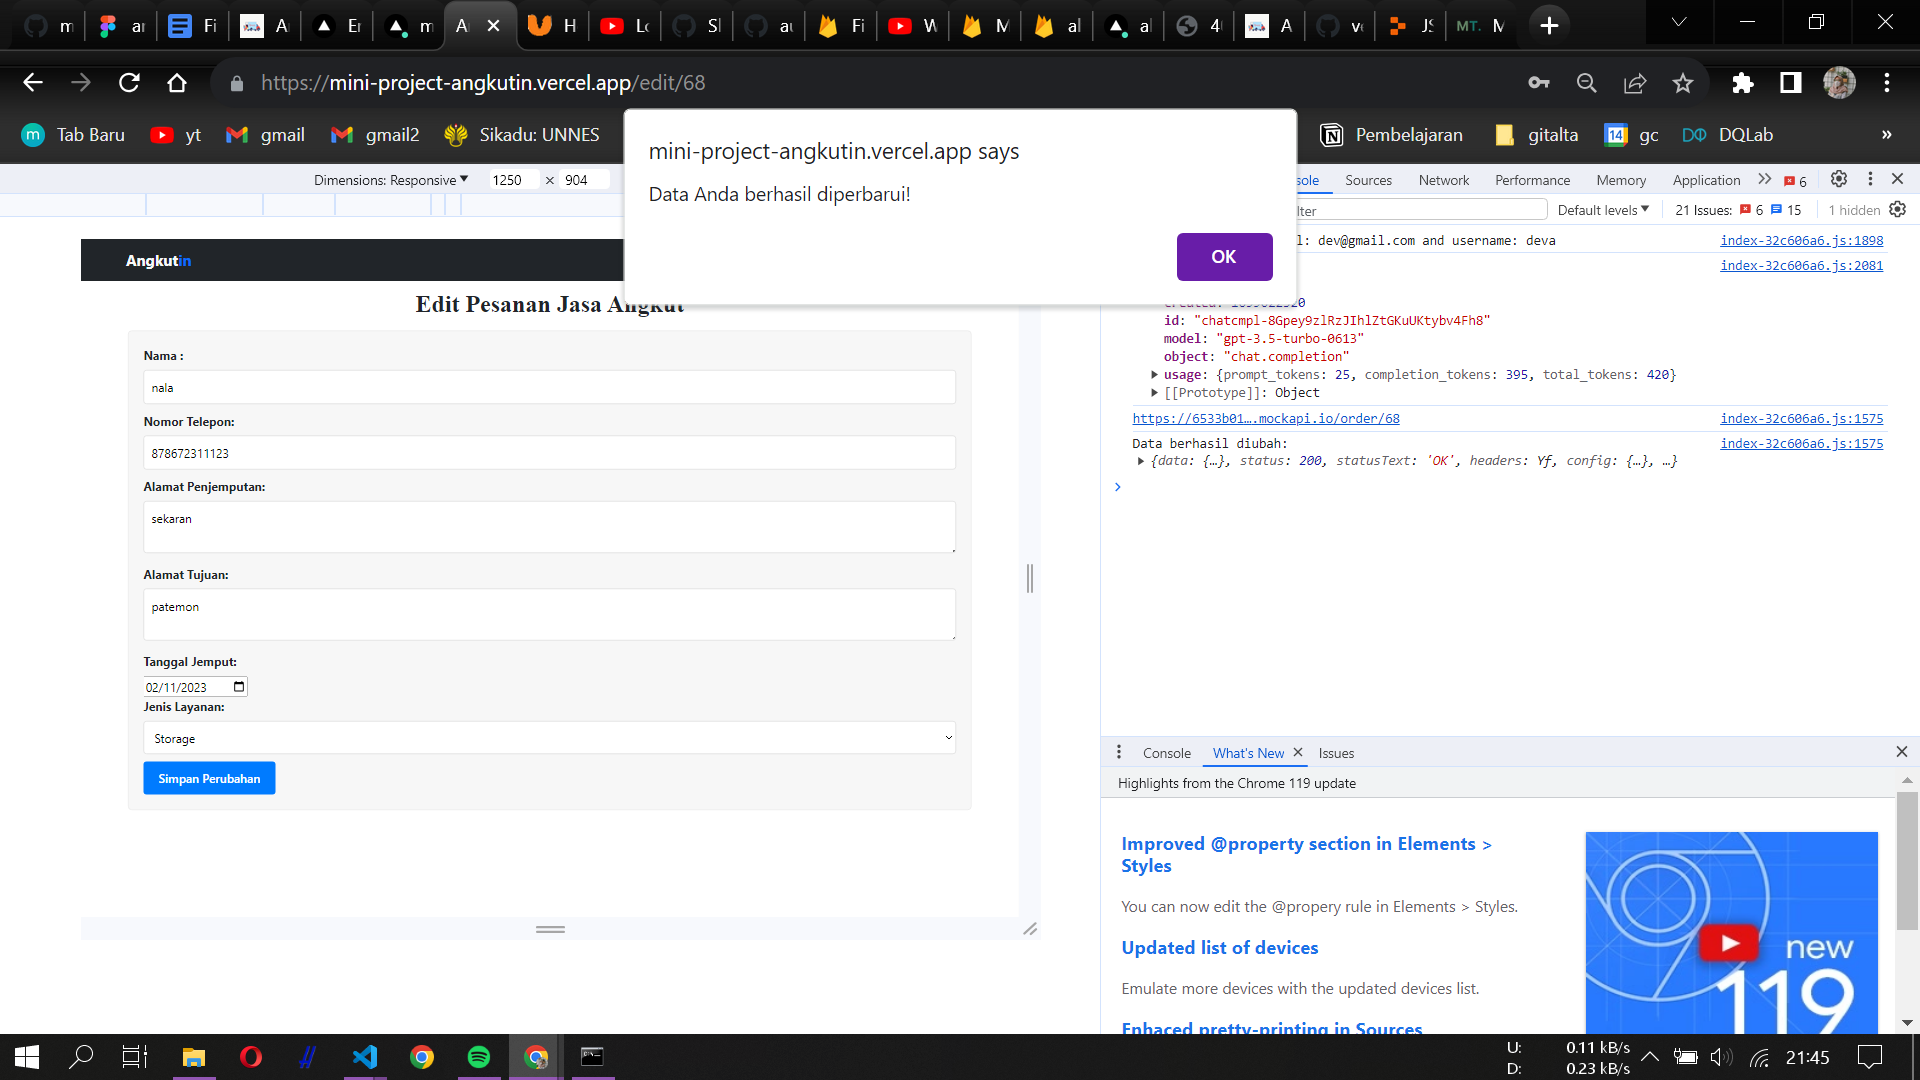 m
ar
Fi
A
Er
m
A
H
Lo
Sl
au
Fi
W
M
al
al
4(
A
ve
JS
MT. M
https://mini-project-angkutin.vercel.app/edit/68
Tab Baru
yt
gmail
gmail2
Sikadu: UNNES
Pembelajaran
gitalta
14
gc
DQLab
»
mini-project-angkutin.vercel.app says
Data Anda berhasil diperbarui!
OK
Dimensions: Responsive
1250 × 904
sole
Sources
Network
Performance
Memory
Application
6
lter
Default levels
21 Issues: 6 15
1 hidden
l: dev@gmail.com and username: deva
index-32c606a6.js:1898
index-32c606a6.js:2081
id: "chatcmpl-8Gpey9zlRzJIhlZtGKuUKtybv4Fh8"
model: "gpt-3.5-turbo-0613"
object: "chat.completion"
usage: {prompt_tokens: 25, completion_tokens: 395, total_tokens: 420}
[[Prototype]]: Object
https://6533b01….mockapi.io/order/68
index-32c606a6.js:1575
Data berhasil diubah:
index-32c606a6.js:1575
{data: {…}, status: 200, statusText: 'OK', headers: Yf, config: {…}, …}
Angkutin
Edit Pesanan Jasa Angkut
Nama :
nala
Nomor Telepon:
878672311123
Alamat Penjemputan:
sekaran
Alamat Tujuan:
patemon
Tanggal Jemput:
02/11/2023
Jenis Layanan:
Storage
Simpan Perubahan
Console
What's New
Issues
Highlights from the Chrome 119 update
Improved @property section in Elements >
Styles
You can now edit the @propery rule in Elements > Styles.
Updated list of devices
Emulate more devices with the updated devices list.
Enhaced pretty-printing in Sources
new
119
U: 0.11 kB/s
D: 0.23 kB/s
21:45